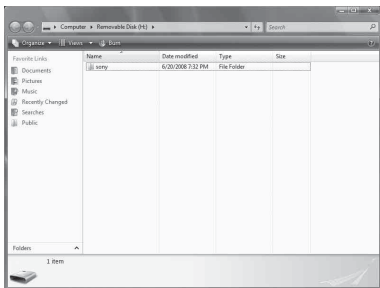 Computer ▸ Removable Disk (H:) ▸ Search
Organize Views Burn
Favorite Links
Documents
Pictures
Music
Recently Changed
Searches
Public
Folders
Name Date modified Type Size
sony 6/20/2008 7:32 PM File Folder
1 item